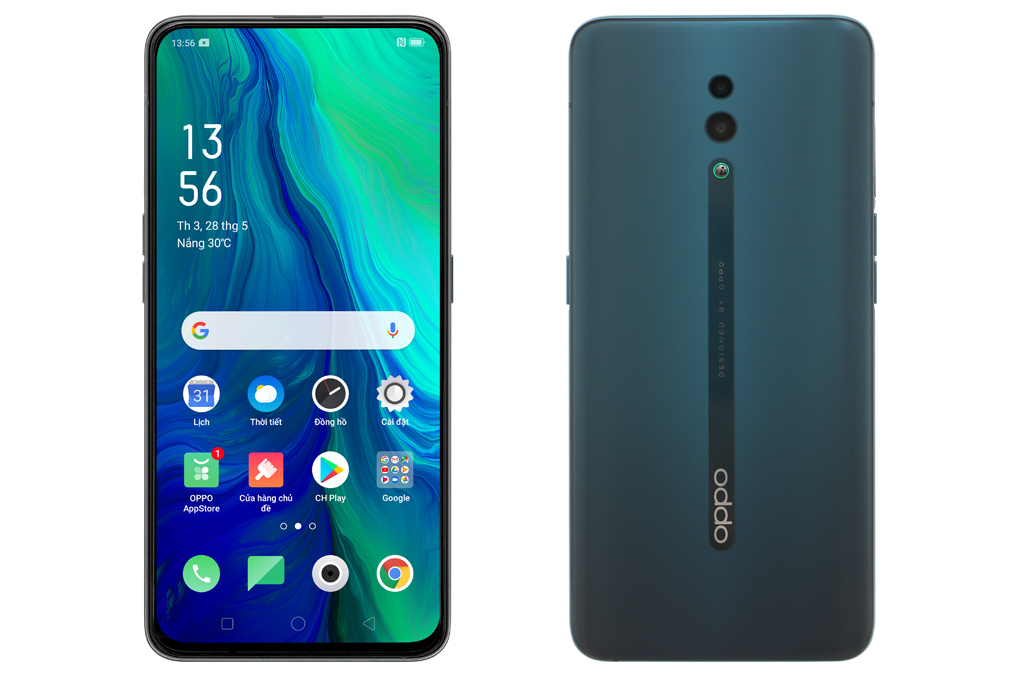 13:56
13
56
Th 3, 28 thg 5
Nắng 30°C
31
Lịch
Thời tiết
Đồng hồ
Cài đặt
1
OPPO
AppStore
Cửa hàng chủ
đề
CH Play
Google
DESIGNED BY OPPO
oppo